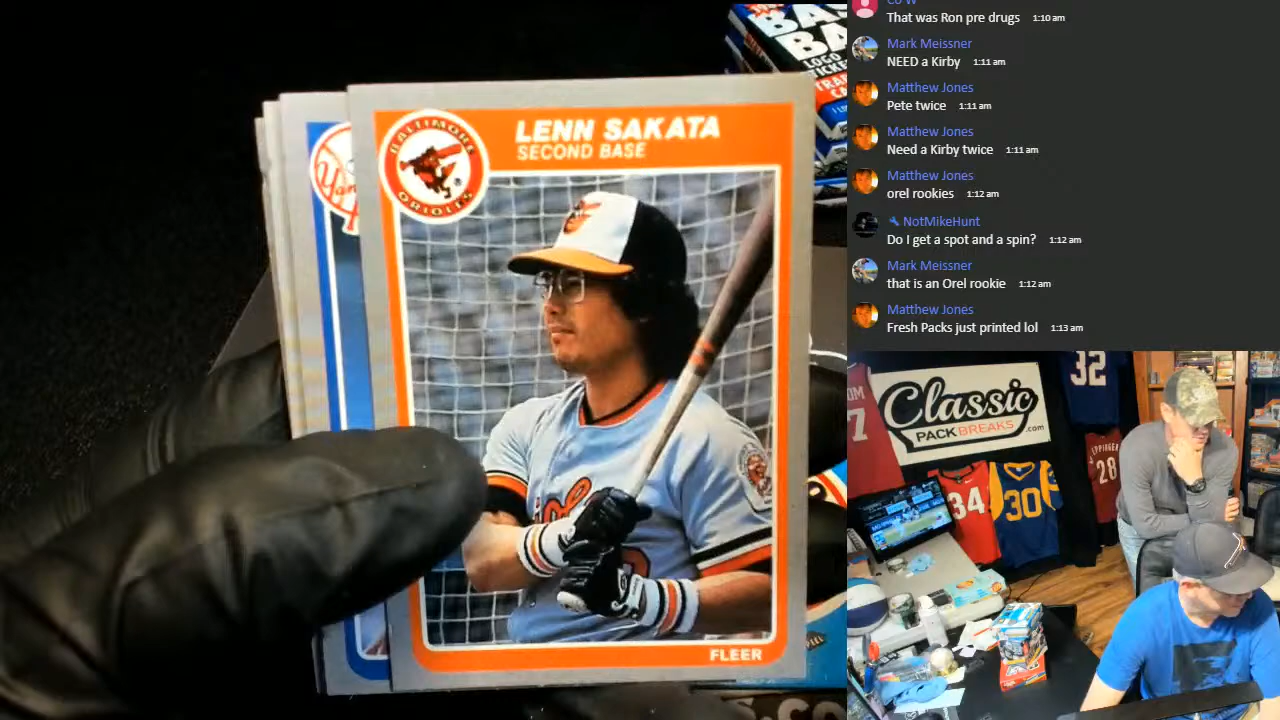 LENN SAKATA
SECOND BASE
BALTIMORE
ORIOLES
FLEER
That was Ron pre drugs 1:10 am
Mark Meissner
NEED a Kirby 1:11 am
Matthew Jones
Pete twice 1:11 am
Matthew Jones
Need a Kirby twice 1:11 am
Matthew Jones
orel rookies 1:12 am
NotMikeHunt
Do I get a spot and a spin? 1:12 am
Mark Meissner
that is an Orel rookie 1:12 am
Matthew Jones
Fresh Packs just printed lol 1:13 am
Classic
PACK BREAKS.com
32
7
34
30
28